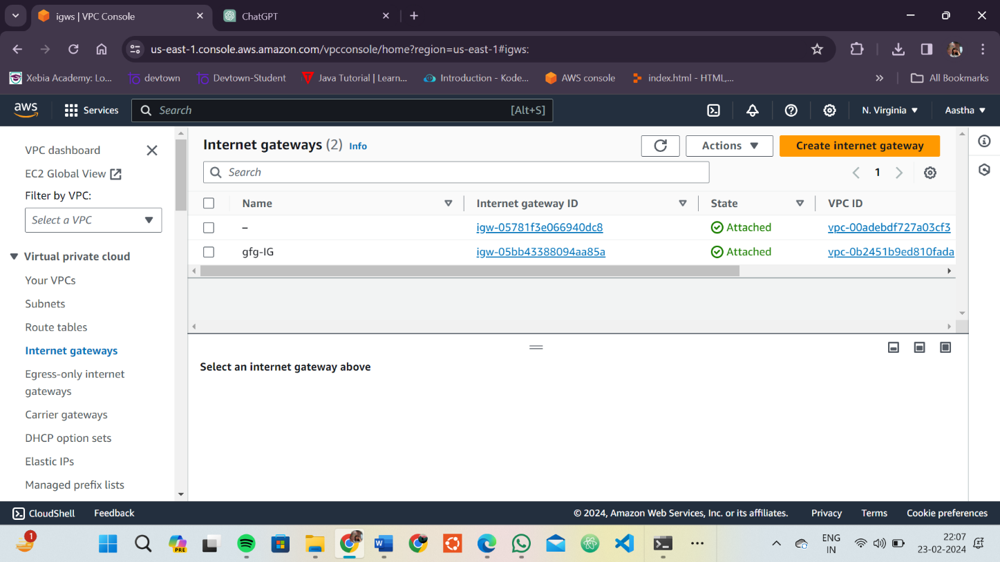 igws | VPC Console
ChatGPT
us-east-1.console.aws.amazon.com/vpcconsole/home?region=us-east-1#igws:
Xebia Academy: Lo...
devtown
Devtown-Student
Java Tutorial | Learn...
Introduction - Kode...
AWS console
index.html - HTML,...
»
All Bookmarks
aws
Services
Search
[Alt+S]
N. Virginia
Aastha
VPC dashboard
EC2 Global View
Filter by VPC:
Select a VPC
Virtual private cloud
Your VPCs
Subnets
Route tables
Internet gateways
Egress-only internet
gateways
Carrier gateways
DHCP option sets
Elastic IPs
Managed prefix lists
Internet gateways (2) Info
Actions
Create internet gateway
Search
1
Name Internet gateway ID State VPC ID
– igw-05781f3e066940dc8 Attached vpc-00adebdf727a03cf3
gfg-IG igw-05bb43388094aa85a Attached vpc-0b2451b9ed810fada
Select an internet gateway above
CloudShell
Feedback
© 2024, Amazon Web Services, Inc. or its affiliates.
Privacy
Terms
Cookie preferences
1
PRE
ENG
IN
22:07
23-02-2024